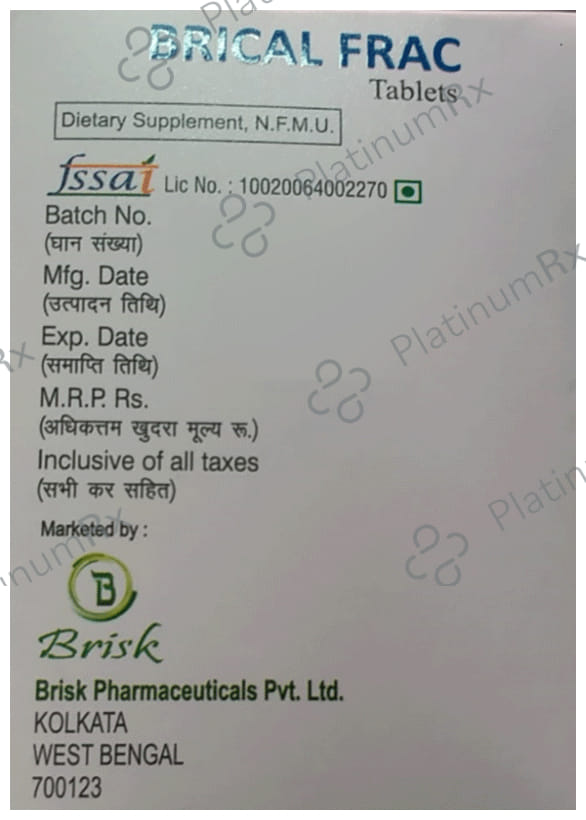 BRICAL FRAC
Tablets
Dietary Supplement, N.F.M.U.
fssai Lic No. : 10020064002270
Batch No.
(घान संख्या)
Mfg. Date
(उत्पादन तिथि)
Exp. Date
(समाप्ति तिथि)
M.R.P. Rs.
(अधिकत्तम खुदरा मूल्य रू.)
Inclusive of all taxes
(सभी कर सहित)
Marketed by :
B
Brisk
Brisk Pharmaceuticals Pvt. Ltd.
KOLKATA
WEST BENGAL
700123
PlatinumRx
PlatinumRx